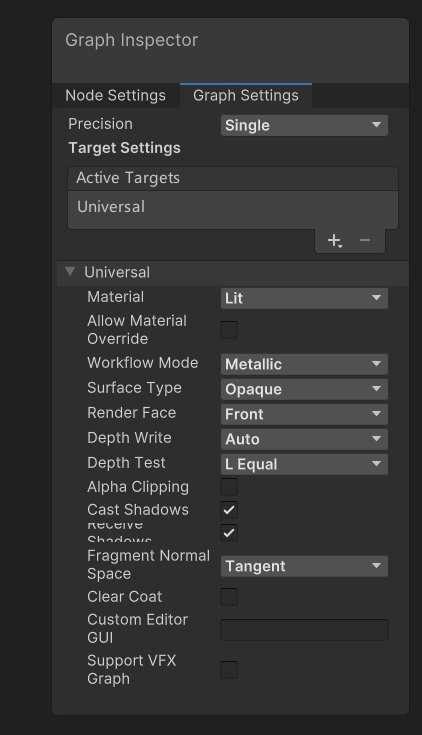 Graph Inspector
Node Settings
Graph Settings
Precision
Single
Target Settings
Active Targets
Universal
Universal
Material
Lit
Allow Material
Override
Workflow Mode
Metallic
Surface Type
Opaque
Render Face
Front
Depth Write
Auto
Depth Test
L Equal
Alpha Clipping
Cast Shadows
Receive
Shadows
Fragment Normal
Space
Tangent
Clear Coat
Custom Editor
GUI
Support VFX
Graph